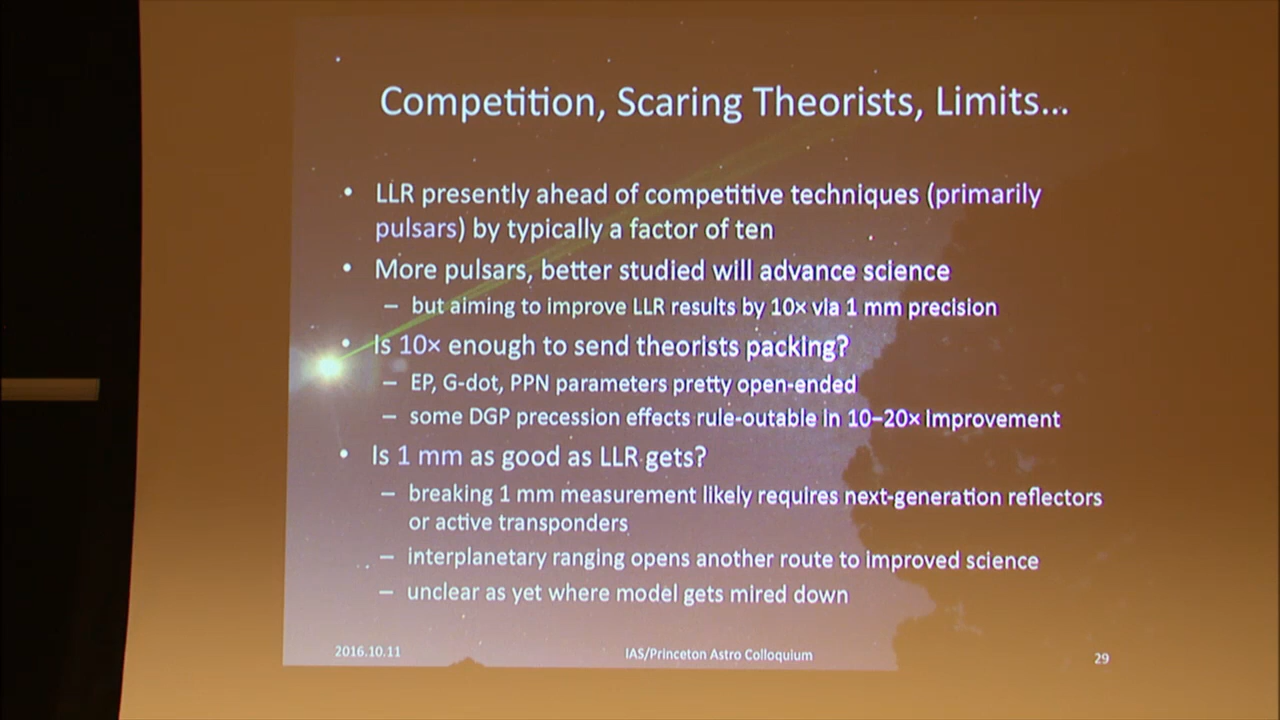 Competition, Scaring Theorists, Limits...
• LLR presently ahead of competitive techniques (primarily
pulsars) by typically a factor of ten
• More pulsars, better studied will advance science
– but aiming to improve LLR results by 10× via 1 mm precision
• Is 10× enough to send theorists packing?
– EP, G-dot, PPN parameters pretty open-ended
– some DGP precession effects rule-outable in 10–20× improvement
• Is 1 mm as good as LLR gets?
– breaking 1 mm measurement likely requires next-generation reflectors
or active transponders
– interplanetary ranging opens another route to improved science
– unclear as yet where model gets mired down
2016.10.11
IAS/Princeton Astro Colloquium
29